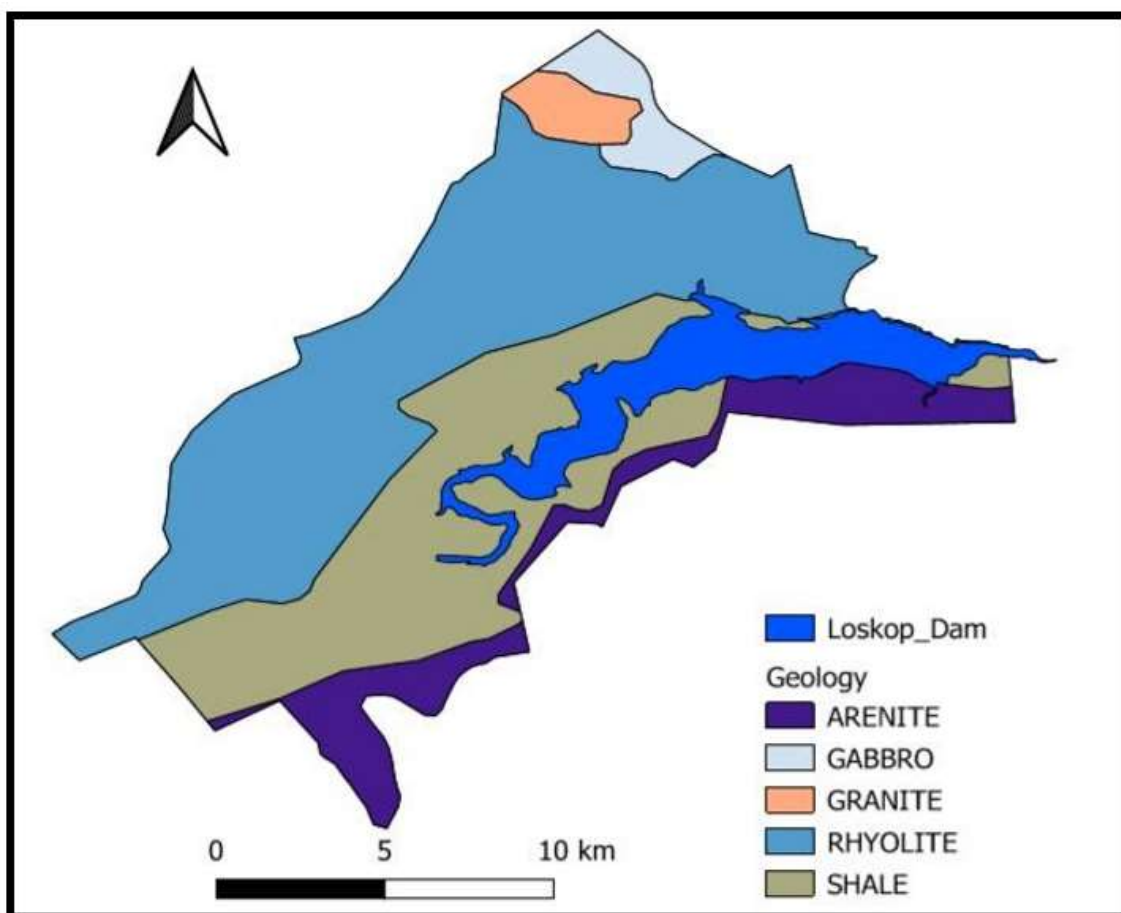 Loskop_Dam
Geology
ARENITE
GABBRO
GRANITE
RHYOLITE
SHALE
0 5 10 km